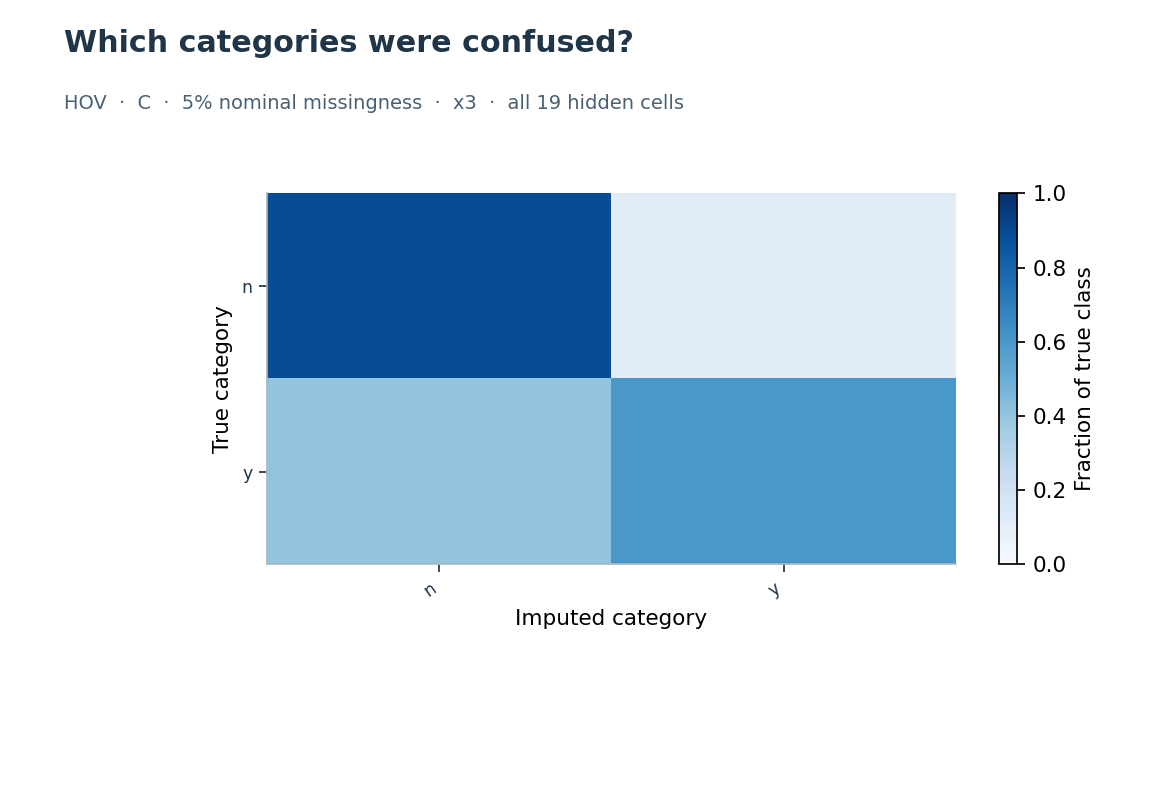 Which categories were confused?
HOV · C · 5% nominal missingness · x3 · all 19 hidden cells
True category
n
y
n
y
Imputed category
1.0
0.8
0.6
0.4
0.2
0.0
Fraction of true class